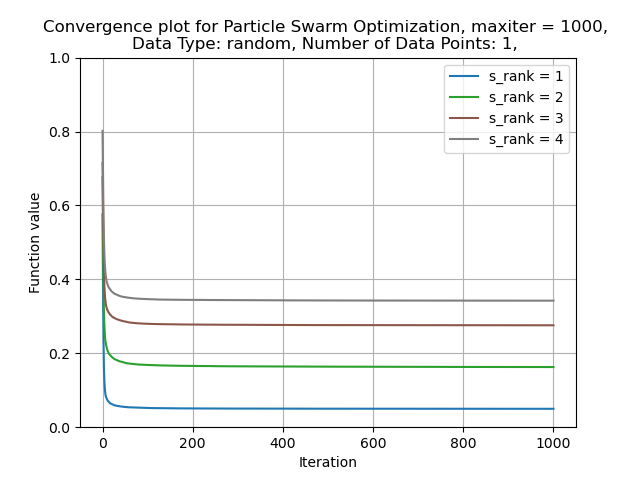 Convergence plot for Particle Swarm Optimization, maxiter = 1000,
Data Type: random, Number of Data Points: 1,
1.0
0.8
0.6
0.4
0.2
0.0
Function value
s_rank = 1
s_rank = 2
s_rank = 3
s_rank = 4
0 200 400 600 800 1000
Iteration